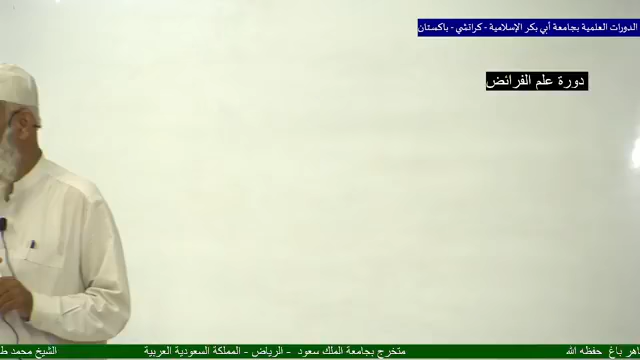 الدورات العلمية بجامعة أبي بكر الإسلامية - كراتشي - باكستان
دورة علم الفرائض
باغ حفظه الله
متخرج بجامعة الملك سعود - الرياض - المملكة السعودية العربية
الشيخ محمد